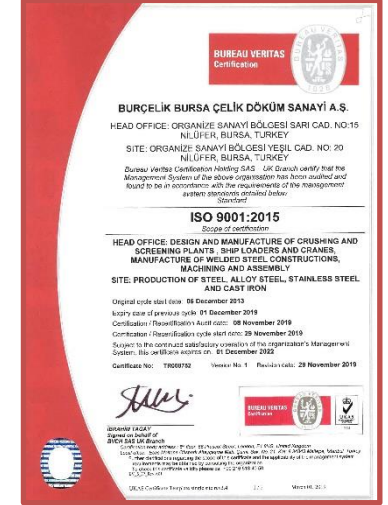 BUREAU VERITAS
Certification
BURÇELİK BURSA ÇELİK DÖKÜM SANAYİ A.Ş.
HEAD OFFICE: ORGANİZE SANAYİ BÖLGESİ SARI CAD. NO:15
NİLÜFER, BURSA, TURKEY
SITE: ORGANİZE SANAYİ BÖLGESİ YEŞİL CAD. NO: 20
NİLÜFER, BURSA, TURKEY
Bureau Veritas Certification Holding SAS – UK Branch certify that the
Management System of the above organisation has been audited and
found to be in accordance with the requirements of the management
system standards detailed below
Standard
ISO 9001:2015
Scope of certification
HEAD OFFICE: DESIGN AND MANUFACTURE OF CRUSHING AND
SCREENING PLANTS, SHIP LOADERS AND CRANES,
MANUFACTURE OF WELDED STEEL CONSTRUCTIONS,
MACHINING AND ASSEMBLY
SITE: PRODUCTION OF STEEL, ALLOY STEEL, STAINLESS STEEL
AND CAST IRON
Original cycle start date: 06 December 2013
Expiry date of previous cycle: 01 December 2019
Certification / Recertification Audit date: 08 November 2019
Certification / Recertification cycle start date: 29 November 2019
Subject to the continued satisfactory operation of the organization's Management
System, this certificate expires on: 01 December 2022
Certificate No: Version No. 1 Revision date: 29 November 2019
İBRAHİM TAGAY
Signed on behalf of
BVCH SAS UK Branch
BUREAU VERITAS
Certification
UKAS